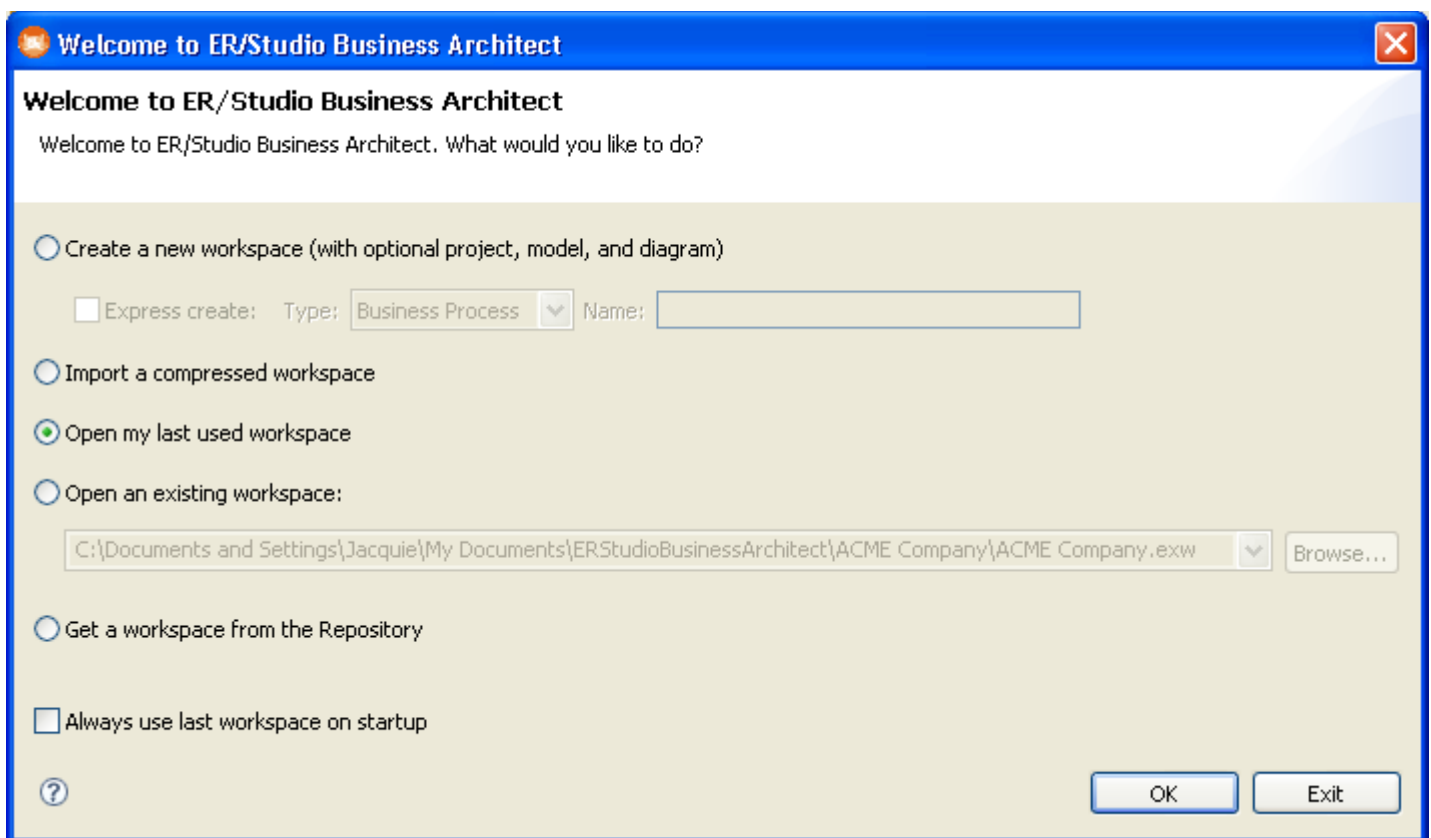 Welcome to ER/Studio Business Architect
Welcome to ER/Studio Business Architect
Welcome to ER/Studio Business Architect. What would you like to do?
Create a new workspace (with optional project, model, and diagram)
Express create: Type: Business Process Name:
Import a compressed workspace
Open my last used workspace
Open an existing workspace:
C:\Documents and Settings\Jacquie\My Documents\ERStudioBusinessArchitect\ACME Company\ACME Company.exw Browse...
Get a workspace from the Repository
Always use last workspace on startup
? OK Exit